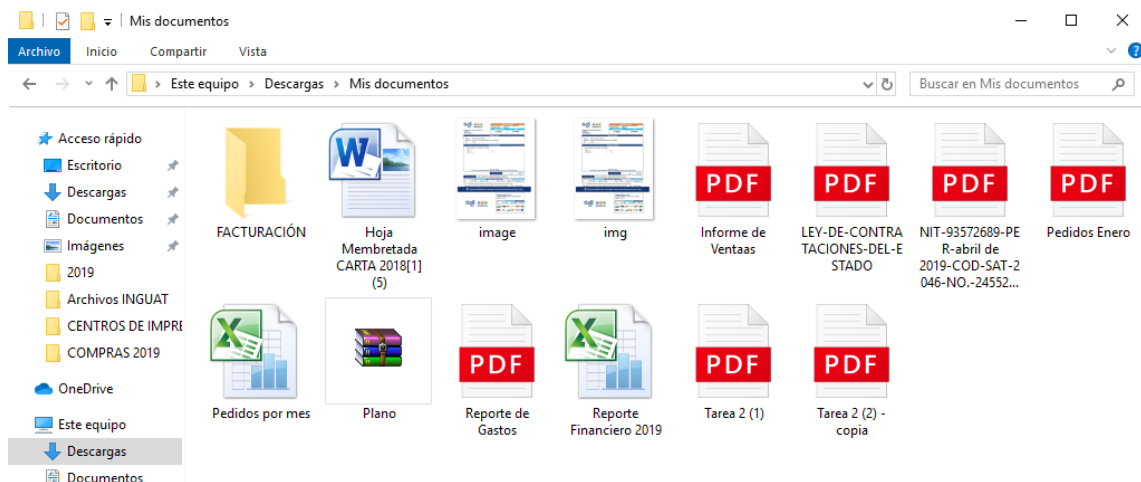 Mis documentos
Archivo Inicio Compartir Vista
Este equipo > Descargas > Mis documentos
Buscar en Mis documentos
Acceso rápido
Escritorio
Descargas
Documentos
Imágenes
2019
Archivos INGUAT
CENTROS DE IMPRE
COMPRAS 2019
OneDrive
Este equipo
Descargas
Documentos
W
FACTURACIÓN
Hoja
Membretada
CARTA 2018[1]
(5)
image
img
PDF
Informe de
Ventaas
PDF
LEY-DE-CONTRA
TACIONES-DEL-E
STADO
PDF
NIT-93572689-PE
R-abril de
2019-COD-SAT-2
046-NO.-24552...
PDF
Pedidos Enero
X
Pedidos por mes
Plano
PDF
Reporte de
Gastos
X
Reporte
Financiero 2019
PDF
Tarea 2 (1)
PDF
Tarea 2 (2) -
copia